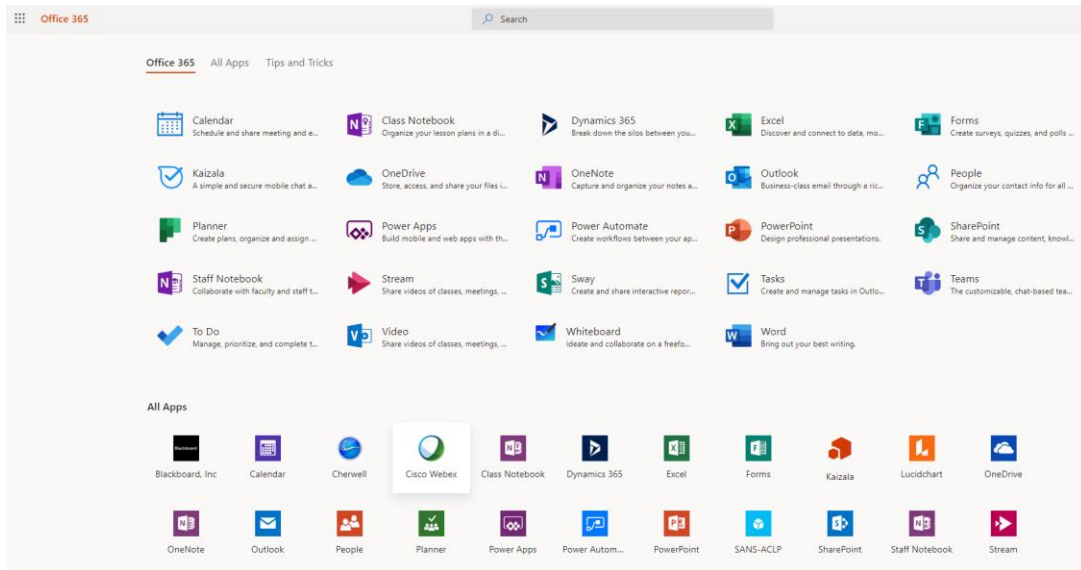 Office 365
Search
Office 365 All Apps Tips and Tricks
Calendar
Schedule and share meeting and e...
Class Notebook
Organize your lesson plans in a di...
Dynamics 365
Break down the silos between you...
Excel
Discover and connect to data, mo...
Forms
Create surveys, quizzes, and polls ...
Kaizala
A simple and secure mobile chat a...
OneDrive
Store, access, and share your files i...
OneNote
Capture and organize your notes a...
Outlook
Business-class email through a ric...
People
Organize your contact info for all ...
Planner
Create plans, organize and assign ...
Power Apps
Build mobile and web apps with th...
Power Automate
Create workflows between your ap...
PowerPoint
Design professional presentations.
SharePoint
Share and manage content, knowl...
Staff Notebook
Collaborate with faculty and staff t...
Stream
Share videos of classes, meetings, ...
Sway
Create and share interactive repor...
Tasks
Create and manage tasks in Outlo...
Teams
The customizable, chat-based tea...
To Do
Manage, prioritize, and complete t...
Video
Share videos of classes, meetings, ...
Whiteboard
Ideate and collaborate on a freefo...
Word
Bring out your best writing.
All Apps
Blackboard
Blackboard, Inc Calendar Cherwell Cisco Webex Class Notebook Dynamics 365 Excel Forms Kaizala Lucidchart OneDrive
OneNote Outlook People Planner Power Apps Power Autom... PowerPoint SANS-ACLP SharePoint Staff Notebook Stream